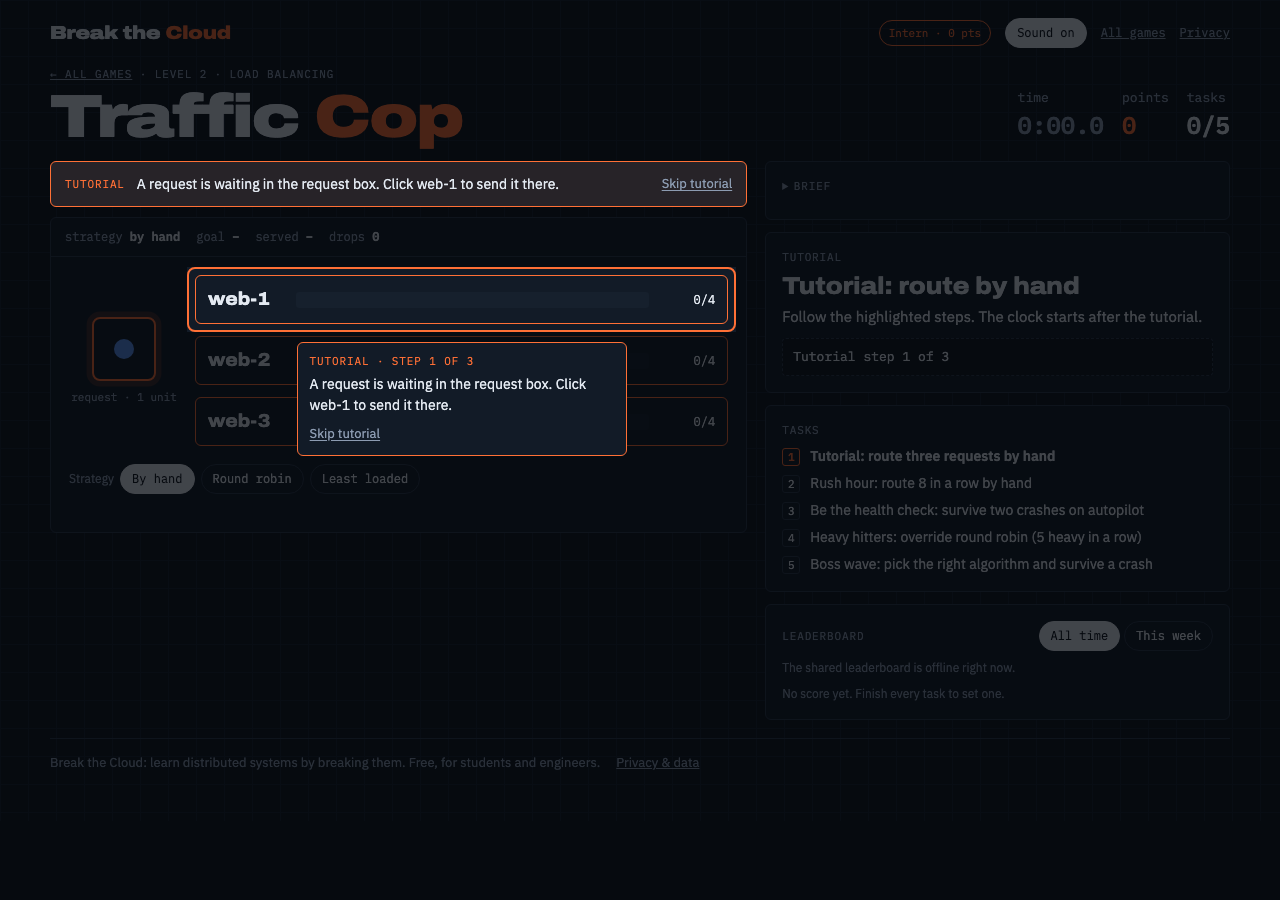 Break the Cloud
Intern · 0 pts
Sound on
All games
Privacy
← ALL GAMES · LEVEL 2 · LOAD BALANCING
Traffic Cop
time
0:00.0
points
0
tasks
0/5
TUTORIAL A request is waiting in the request box. Click web-1 to send it there. Skip tutorial
strategy by hand goal – served – drops 0
web-1 0/4
web-2 0/4
web-3 0/4
request · 1 unit
TUTORIAL · STEP 1 OF 3
A request is waiting in the request box. Click
web-1 to send it there.
Skip tutorial
Strategy By hand Round robin Least loaded
▶ BRIEF
TUTORIAL
Tutorial: route by hand
Follow the highlighted steps. The clock starts after the tutorial.
Tutorial step 1 of 3
TASKS
1 Tutorial: route three requests by hand
2 Rush hour: route 8 in a row by hand
3 Be the health check: survive two crashes on autopilot
4 Heavy hitters: override round robin (5 heavy in a row)
5 Boss wave: pick the right algorithm and survive a crash
LEADERBOARD All time This week
The shared leaderboard is offline right now.
No score yet. Finish every task to set one.
Break the Cloud: learn distributed systems by breaking them. Free, for students and engineers. Privacy & data